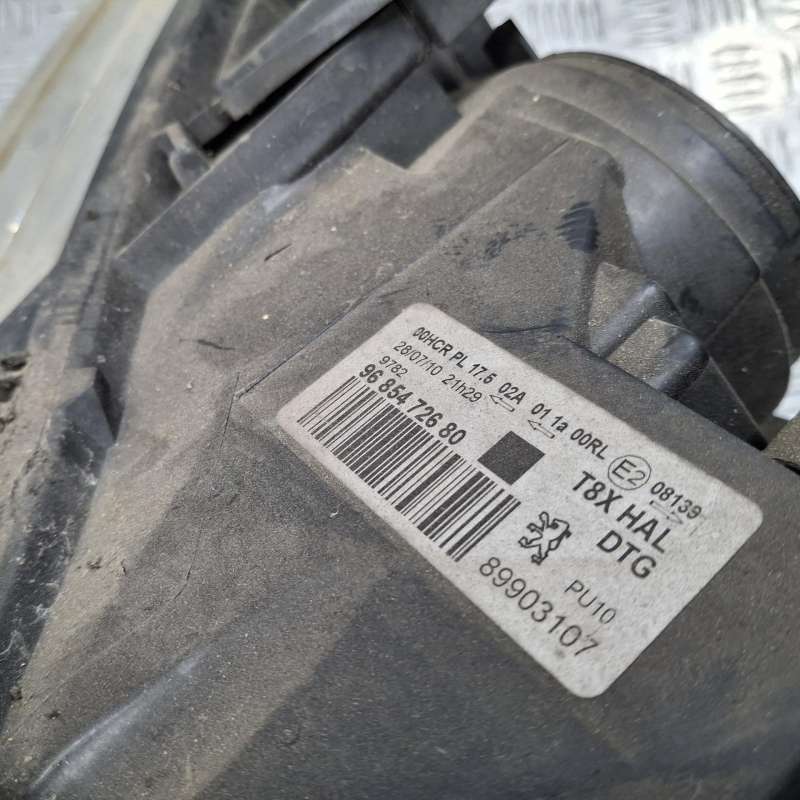 00HCR PL 17.5 02A 01 1a 00RL E2 08139
28/07/10 21h29
9782
96 854 726 80
T8X HAL
DTG
PU10
89903107